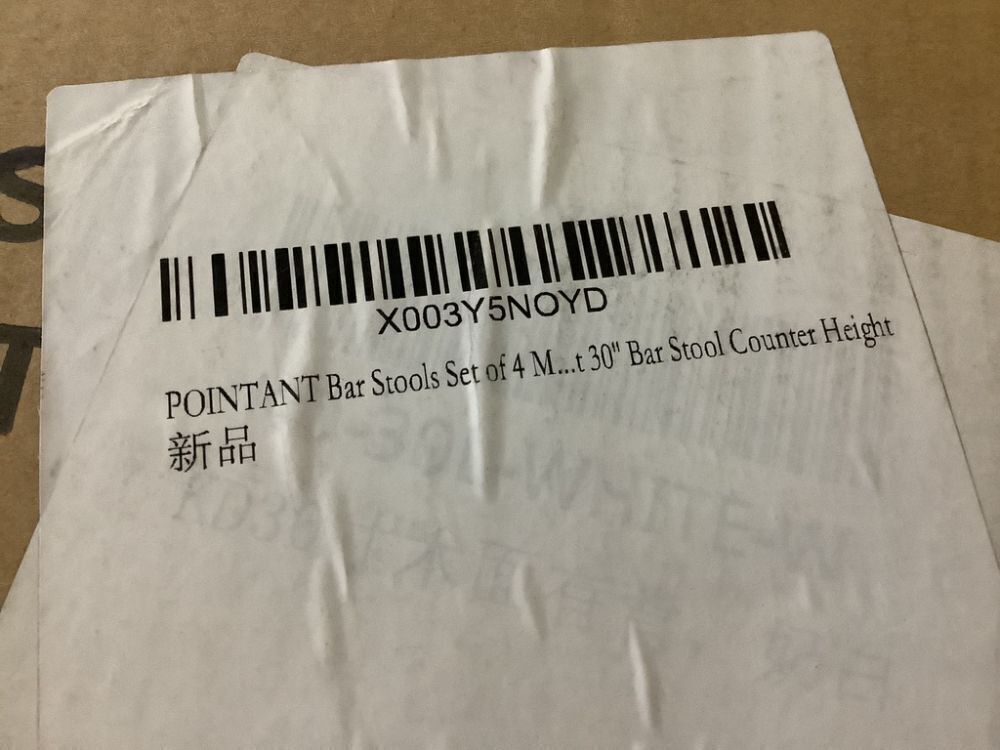 X003Y5NOYD
POINTANT Bar Stools Set of 4 M...t 30" Bar Stool Counter Height
新品